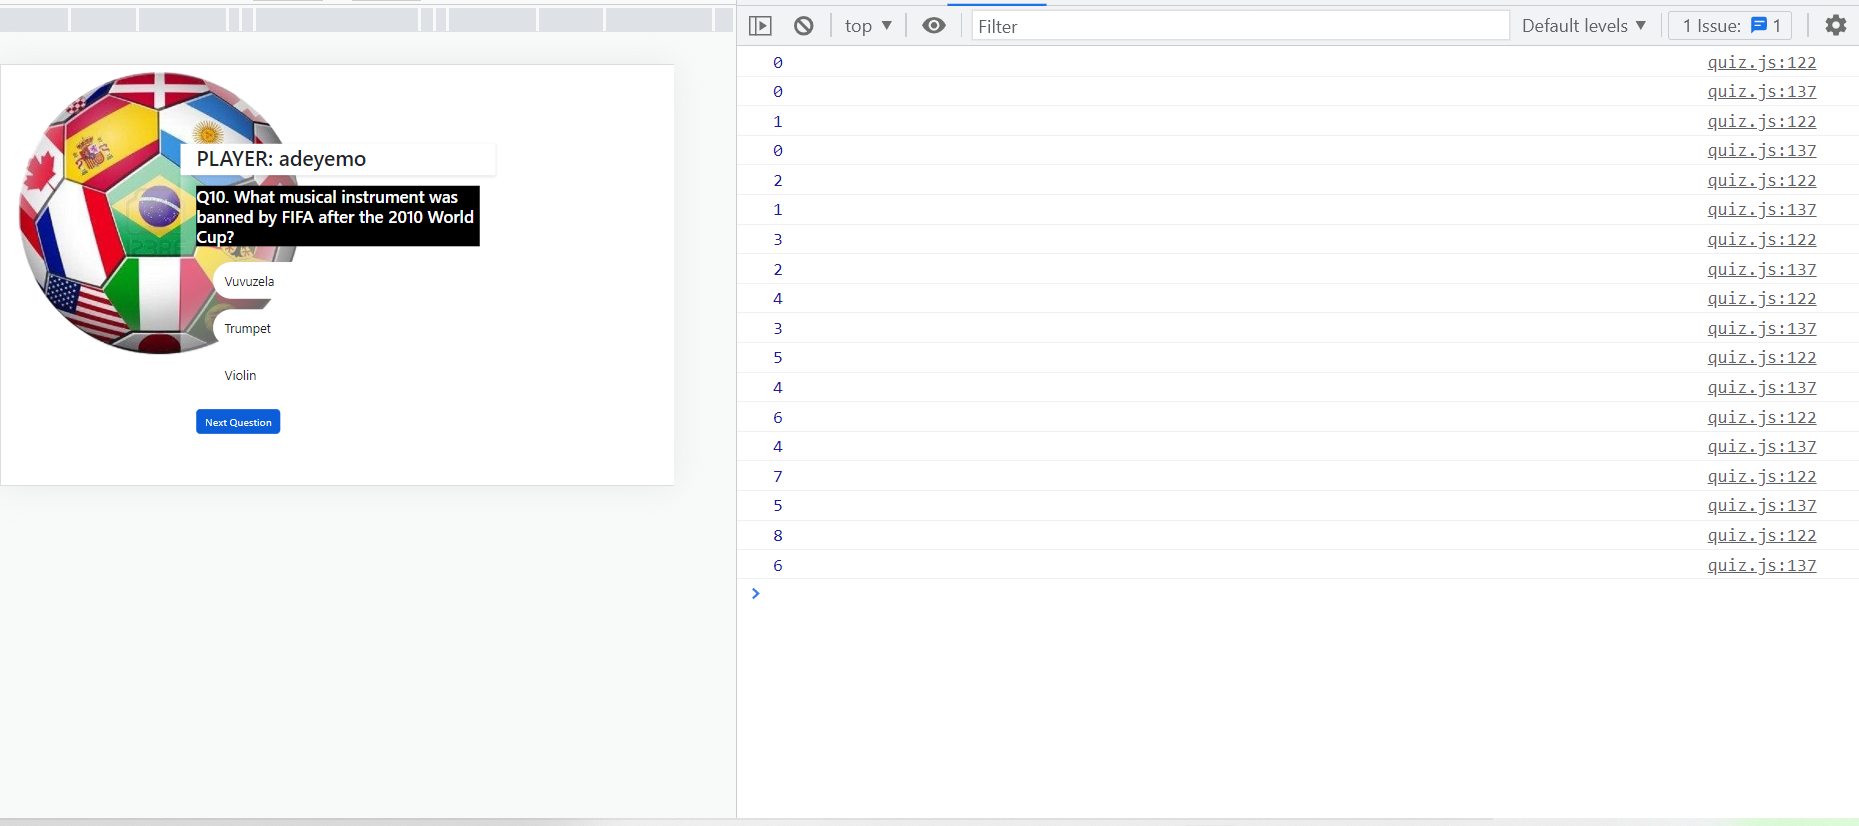 PLAYER: adeyemo
Q10. What musical instrument was
banned by FIFA after the 2010 World
Cup?
Vuvuzela
Trumpet
Violin
Next Question
top ▼
Filter
Default levels ▼
1 Issue: 1
0 quiz.js:122
0 quiz.js:137
1 quiz.js:122
0 quiz.js:137
2 quiz.js:122
1 quiz.js:137
3 quiz.js:122
2 quiz.js:137
4 quiz.js:122
3 quiz.js:137
5 quiz.js:122
4 quiz.js:137
6 quiz.js:122
4 quiz.js:137
7 quiz.js:122
5 quiz.js:137
8 quiz.js:122
6 quiz.js:137